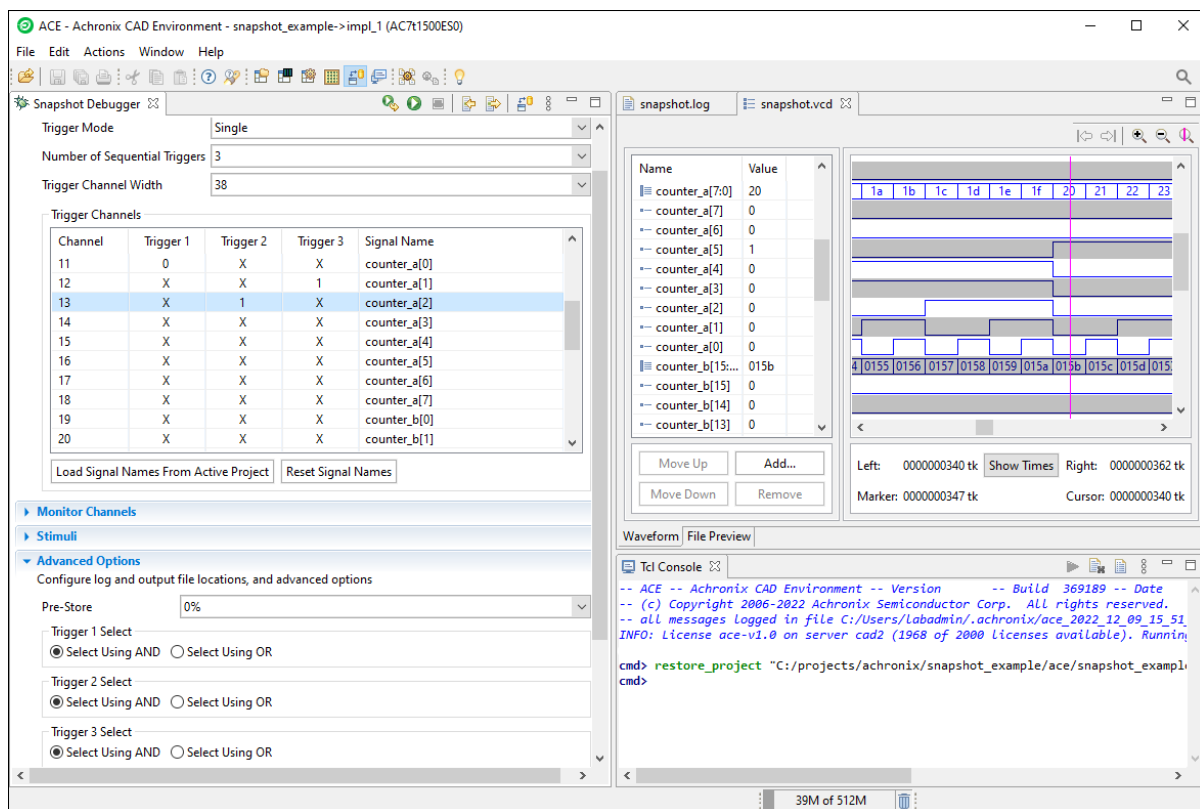 ACE - Achronix CAD Environment - snapshot_example->impl_1 (AC7t1500ES0)
File Edit Actions Window Help
Snapshot Debugger
Trigger Mode Single
Number of Sequential Triggers 3
Trigger Channel Width 38
Trigger Channels
Channel Trigger 1 Trigger 2 Trigger 3 Signal Name
11 0 X X counter_a[0]
12 X X 1 counter_a[1]
13 X 1 X counter_a[2]
14 X X X counter_a[3]
15 X X X counter_a[4]
16 X X X counter_a[5]
17 X X X counter_a[6]
18 X X X counter_a[7]
19 X X X counter_b[0]
20 X X X counter_b[1]
Load Signal Names From Active Project Reset Signal Names
Monitor Channels
Stimuli
Advanced Options
Configure log and output file locations, and advanced options
Pre-Store 0%
Trigger 1 Select
Select Using AND Select Using OR
Trigger 2 Select
Select Using AND Select Using OR
Trigger 3 Select
Select Using AND Select Using OR
snapshot.log snapshot.vcd
Name Value
counter_a[7:0] 20 1a 1b 1c 1d 1e 1f 20 21 22 23
counter_a[7] 0
counter_a[6] 0
counter_a[5] 1
counter_a[4] 0
counter_a[3] 0
counter_a[2] 0
counter_a[1] 0
counter_a[0] 0
counter_b[15:... 015b 4 0155 0156 0157 0158 0159 015a 015b 015c 015d 015
counter_b[15] 0
counter_b[14] 0
counter_b[13] 0
Move Up Add...
Move Down Remove
Left: 0000000340 tk Show Times Right: 0000000362 tk
Marker: 0000000347 tk Cursor: 0000000340 tk
Waveform File Preview
Tcl Console
-- ACE -- Achronix CAD Environment -- Version -- Build 369189 -- Date
-- (c) Copyright 2006-2022 Achronix Semiconductor Corp. All rights reserved.
-- all messages logged in file C:/Users/labadmin/.achronix/ace_2022_12_09_15_51_
INFO: License ace-v1.0 on server cad2 (1968 of 2000 licenses available). Running
cmd> restore_project "C:/projects/achronix/snapshot_example/ace/snapshot_example
cmd>
39M of 512M